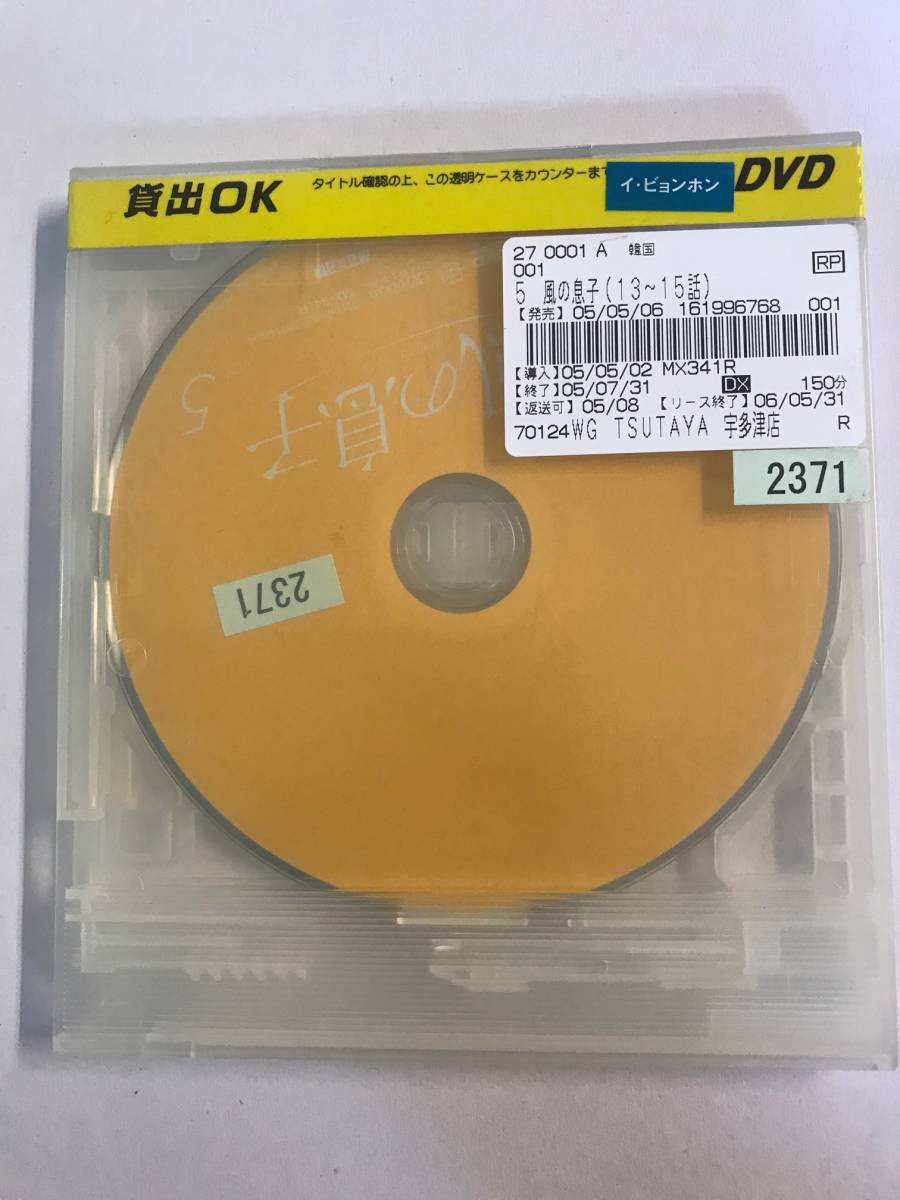 貸出OK タイトル確認の上、この透明ケースをカウンターま イ・ビョンホン DVD
27 0001 A 韓国
001 RP
5 風の息子(13~15話)
【発売】05/05/06 161996768 001
【導入】05/05/02 MX341R
【終了】05/07/31 DX 150分
【返送可】05/08 【リース終了】06/05/31
70124WG TSUTAYA 宇多津店 R
2371
の息子
5
2371